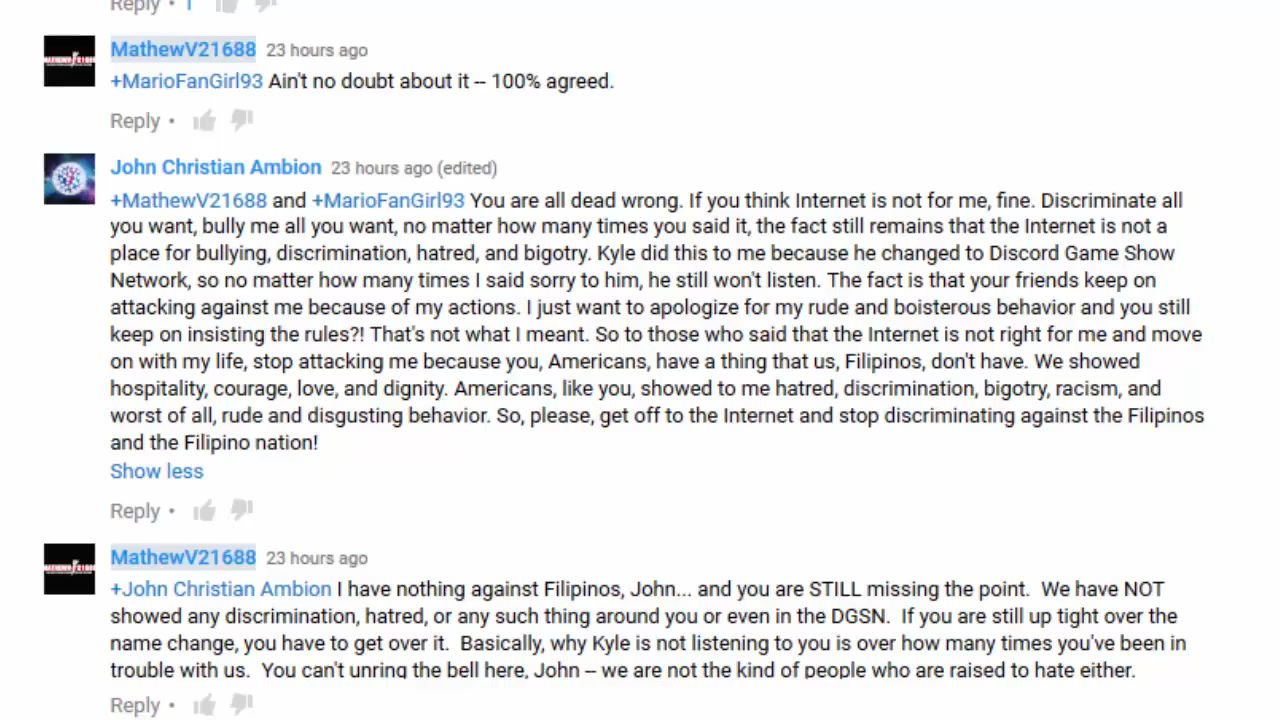 Reply • 1
MathewV21688 23 hours ago
+MarioFanGirl93 Ain't no doubt about it -- 100% agreed.
Reply •
John Christian Ambion 23 hours ago (edited)
+MathewV21688 and +MarioFanGirl93 You are all dead wrong. If you think Internet is not for me, fine. Discriminate all
you want, bully me all you want, no matter how many times you said it, the fact still remains that the Internet is not a
place for bullying, discrimination, hatred, and bigotry. Kyle did this to me because he changed to Discord Game Show
Network, so no matter how many times I said sorry to him, he still won't listen. The fact is that your friends keep on
attacking against me because of my actions. I just want to apologize for my rude and boisterous behavior and you still
keep on insisting the rules?! That's not what I meant. So to those who said that the Internet is not right for me and move
on with my life, stop attacking me because you, Americans, have a thing that us, Filipinos, don't have. We showed
hospitality, courage, love, and dignity. Americans, like you, showed to me hatred, discrimination, bigotry, racism, and
worst of all, rude and disgusting behavior. So, please, get off to the Internet and stop discriminating against the Filipinos
and the Filipino nation!
Show less
Reply •
MathewV21688 23 hours ago
+John Christian Ambion I have nothing against Filipinos, John... and you are STILL missing the point.  We have NOT
showed any discrimination, hatred, or any such thing around you or even in the DGSN.  If you are still up tight over the
name change, you have to get over it.  Basically, why Kyle is not listening to you is over how many times you've been in
trouble with us.  You can't unring the bell here, John -- we are not the kind of people who are raised to hate either.
Reply •